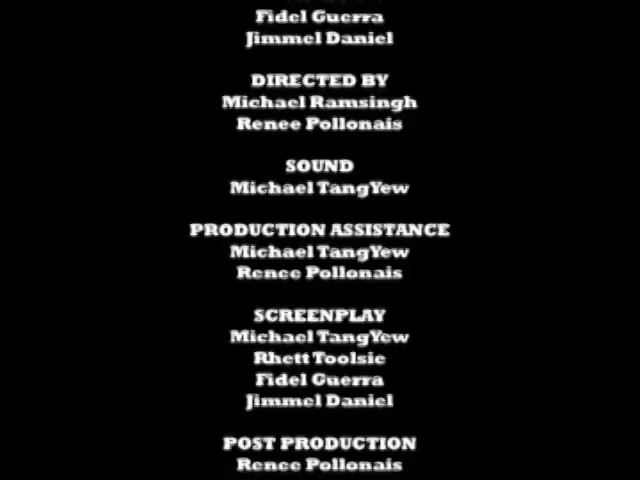 Fidel Guerra
Jimmel Daniel
DIRECTED BY
Michael Ramsingh
Renee Pollonais
SOUND
Michael TangYew
PRODUCTION ASSISTANCE
Michael TangYew
Renee Pollonais
SCREENPLAY
Michael TangYew
Rhett Toolsie
Fidel Guerra
Jimmel Daniel
POST PRODUCTION
Renee Pollonais